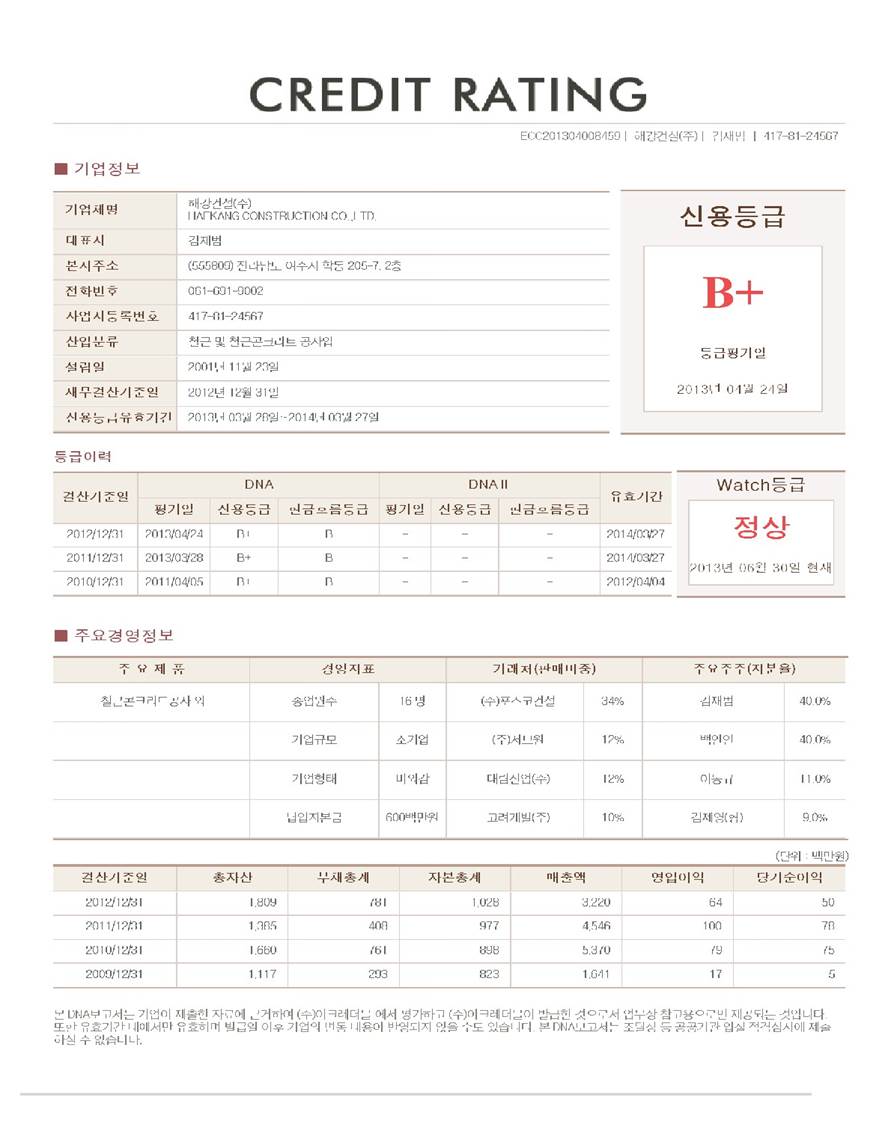 CREDIT RATING
ECC201304008459 | 해강건설(주) | 김재범 | 417-81-24567
■ 기업정보
기업체명 해강건설(주)
HAEKANG CONSTRUCTION CO.,LTD.
대표자 김재범
본사주소 (555809) 전라남도 여수시 학동 205-7, 2층
전화번호 061-691-9002
사업자등록번호 417-81-24567
산업분류 철근 및 철근콘크리트 공사업
설립일 2001년 11월 23일
재무결산기준일 2012년 12월 31일
신용등급유효기간 2013년 03월 28일~2014년 03월 27일
신용등급
B+
등급평가일
2013년 04월 24일
등급이력
결산기준일 DNA DNAⅡ 유효기간
평가일 신용등급 현금흐름등급 평가일 신용등급 현금흐름등급
2012/12/31 2013/04/24 B+ B - - - 2014/03/27
2011/12/31 2013/03/28 B+ B - - - 2014/03/27
2010/12/31 2011/04/05 B+ B - - - 2012/04/04
Watch등급
정상
2013년 06월 30일 현재
■ 주요경영정보
주 요 제 품 경영지표 거래처(판매비중) 주요주주(지분율)
철근콘크리트공사 외 종업원수 16 명 (주)포스코건설 34% 김재범 40.0%
기업규모 소기업 (주)서브원 12% 40.0%
기업형태 비외감 대림산업(주) 12% 11.0%
납입자본금 600백만원 고려개발(주) 10% 9.0%
(단위 : 백만원)
결산기준일 총자산 부채총계 자본총계 매출액 영업이익 당기순이익
2012/12/31 1,809 781 1,028 3,220 64 50
2011/12/31 1,385 408 977 4,546 100 78
2010/12/31 1,660 761 898 5,370 79 75
2009/12/31 1,117 293 823 1,641 17 5
본 DNA보고서는 기업이 제출한 자료에 근거하여 (주)이크레더블 에서 평가하고 (주)이크레더블이 발급한 것으로서 업무상 참고용으로만 제공되는 것입니다.
또한 유효기간 내에서만 유효하며 발급일 이후 기업의 변동 내용이 반영되지 않을 수도 있습니다. 본 DNA보고서는 조달청 등 공공기관 입찰 적격심사에 제출
하실 수 없습니다.